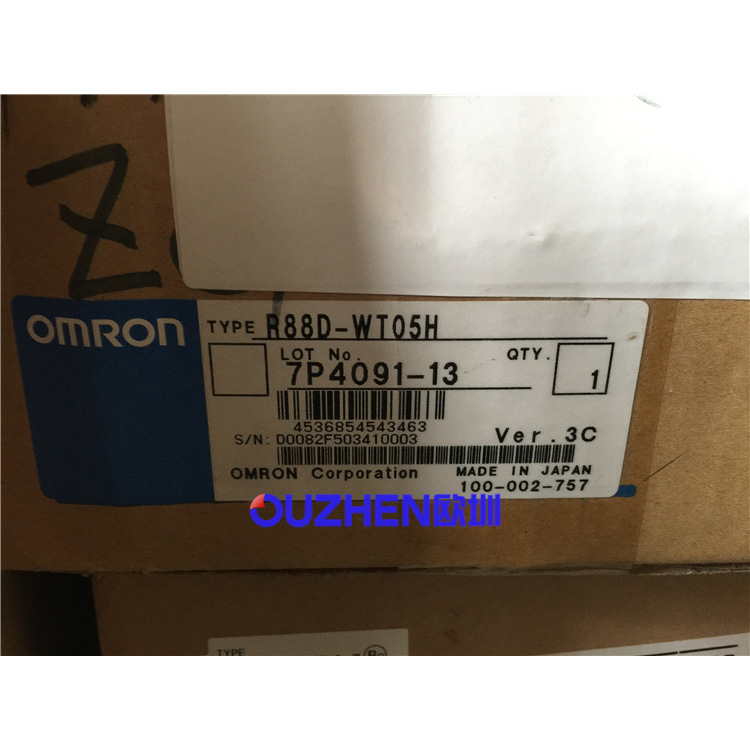 Z
OMRON
TYPE R88D-WT05H
LOT No. QTY.
7P4091-13 1
4536854543463
S/N: D0082F503410003 Ver.3C
OMRON Corporation MADE IN JAPAN
100-002-757
OUZHEN欧圳
TYPE